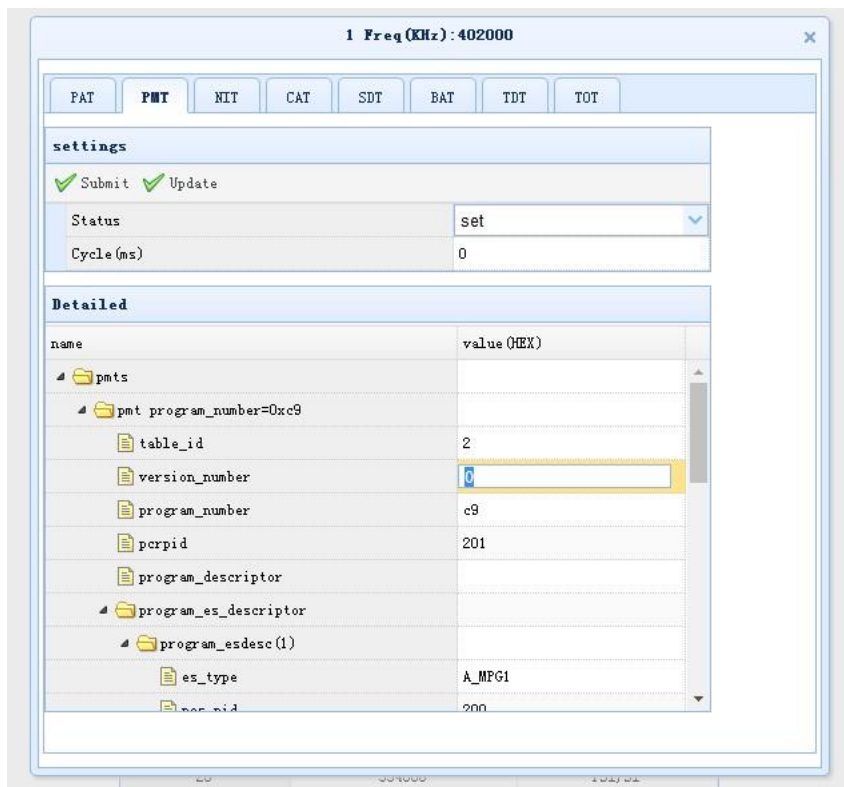 1 Freq(KHz):402000
PAT PMT NIT CAT SDT BAT TDT TOT
settings
Submit Update
Status set
Cycle(ms) 0
Detailed
name value(HEX)
pmts
pmt program_number=0xc9
table_id 2
version_number 0
program_number c9
pcrpid 201
program_descriptor
program_es_descriptor
program_esdesc(1)
es_type A_MPG1
200